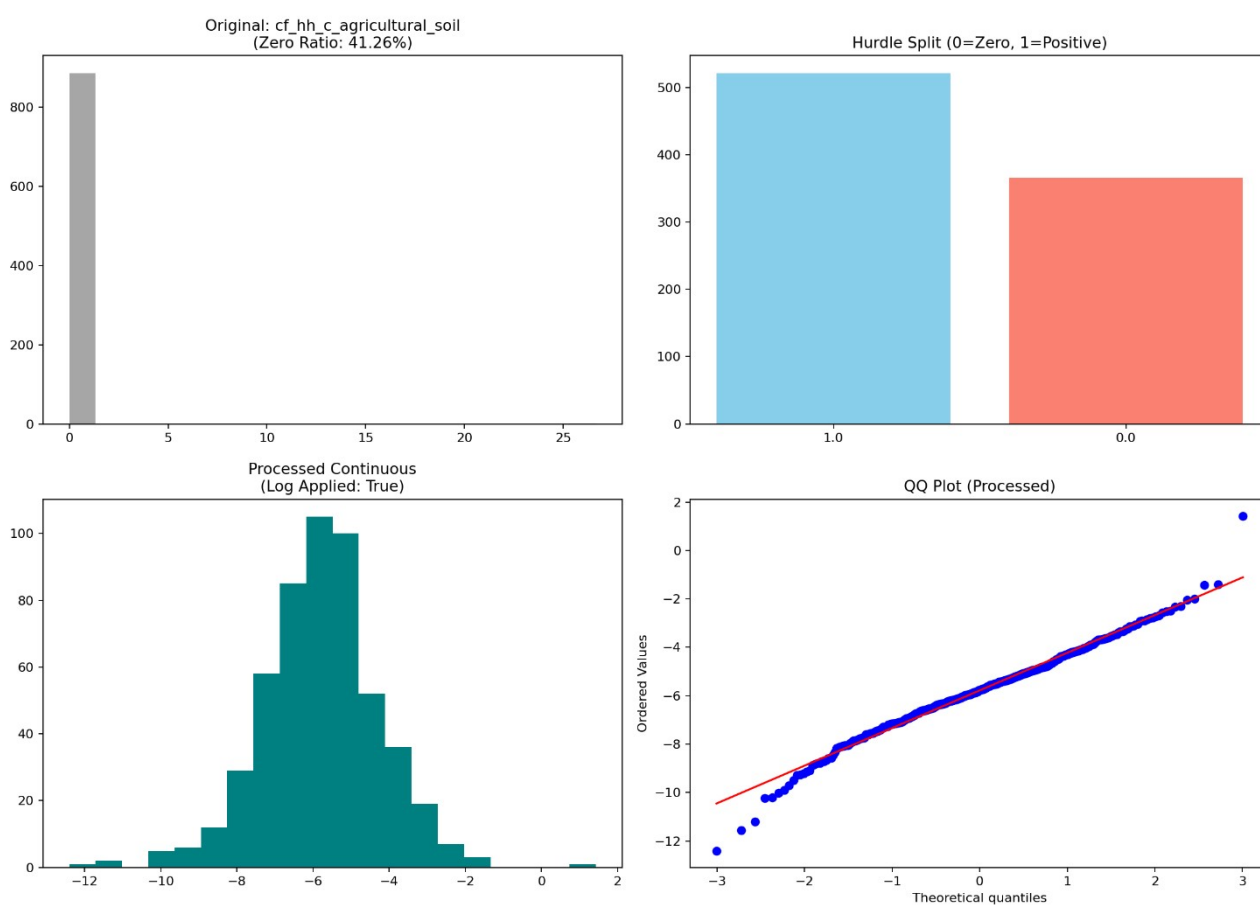 Original: cf_hh_c_agricultural_soil
(Zero Ratio: 41.26%)
800
600
400
200
0
0 5 10 15 20 25
Hurdle Split (0=Zero, 1=Positive)
500
400
300
200
100
0
1.0 0.0
Processed Continuous
(Log Applied: True)
100
80
60
40
20
0
−12 −10 −8 −6 −4 −2 0 2
QQ Plot (Processed)
Ordered Values
2
0
−2
−4
−6
−8
−10
−12
−3 −2 −1 0 1 2 3
Theoretical quantiles